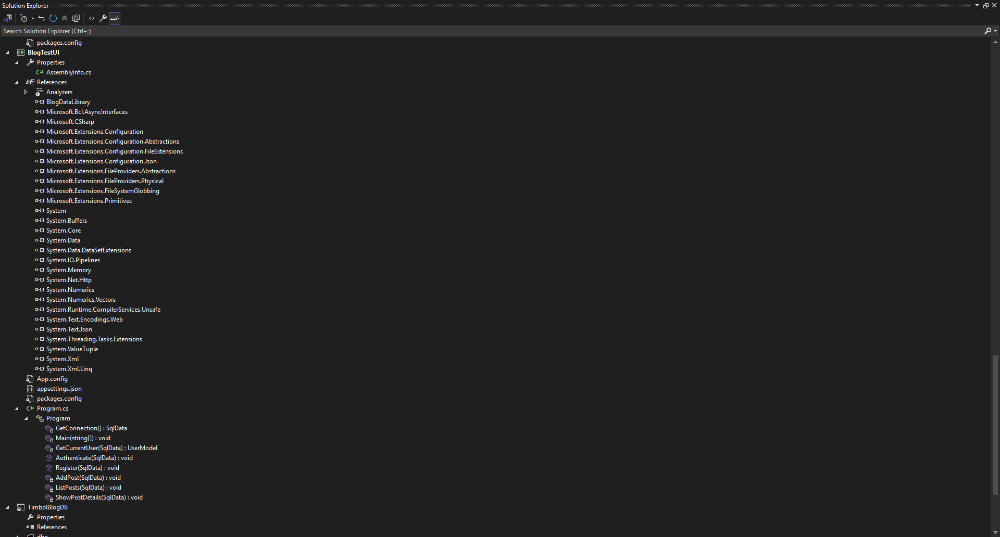 Solution Explorer
Search Solution Explorer (Ctrl+;)
packages.config
C# BlogTestUI
Properties
C# AssemblyInfo.cs
References
Analyzers
BlogDataLibrary
Microsoft.Bcl.AsyncInterfaces
Microsoft.CSharp
Microsoft.Extensions.Configuration
Microsoft.Extensions.Configuration.Abstractions
Microsoft.Extensions.Configuration.FileExtensions
Microsoft.Extensions.Configuration.Json
Microsoft.Extensions.FileProviders.Abstractions
Microsoft.Extensions.FileProviders.Physical
Microsoft.Extensions.FileSystemGlobbing
Microsoft.Extensions.Primitives
System
System.Buffers
System.Core
System.Data
System.Data.DataSetExtensions
System.IO.Pipelines
System.Memory
System.Net.Http
System.Numerics
System.Numerics.Vectors
System.Runtime.CompilerServices.Unsafe
System.Text.Encodings.Web
System.Text.Json
System.Threading.Tasks.Extensions
System.ValueTuple
System.Xml
System.Xml.Linq
App.config
appsettings.json
packages.config
C# Program.cs
Program
GetConnection() : SqlData
Main(string[]) : void
GetCurrentUser(SqlData) : UserModel
Authenticate(SqlData) : void
Register(SqlData) : void
AddPost(SqlData) : void
ListPosts(SqlData) : void
ShowPostDetails(SqlData) : void
TimbolBlogDB
Properties
References
dbo